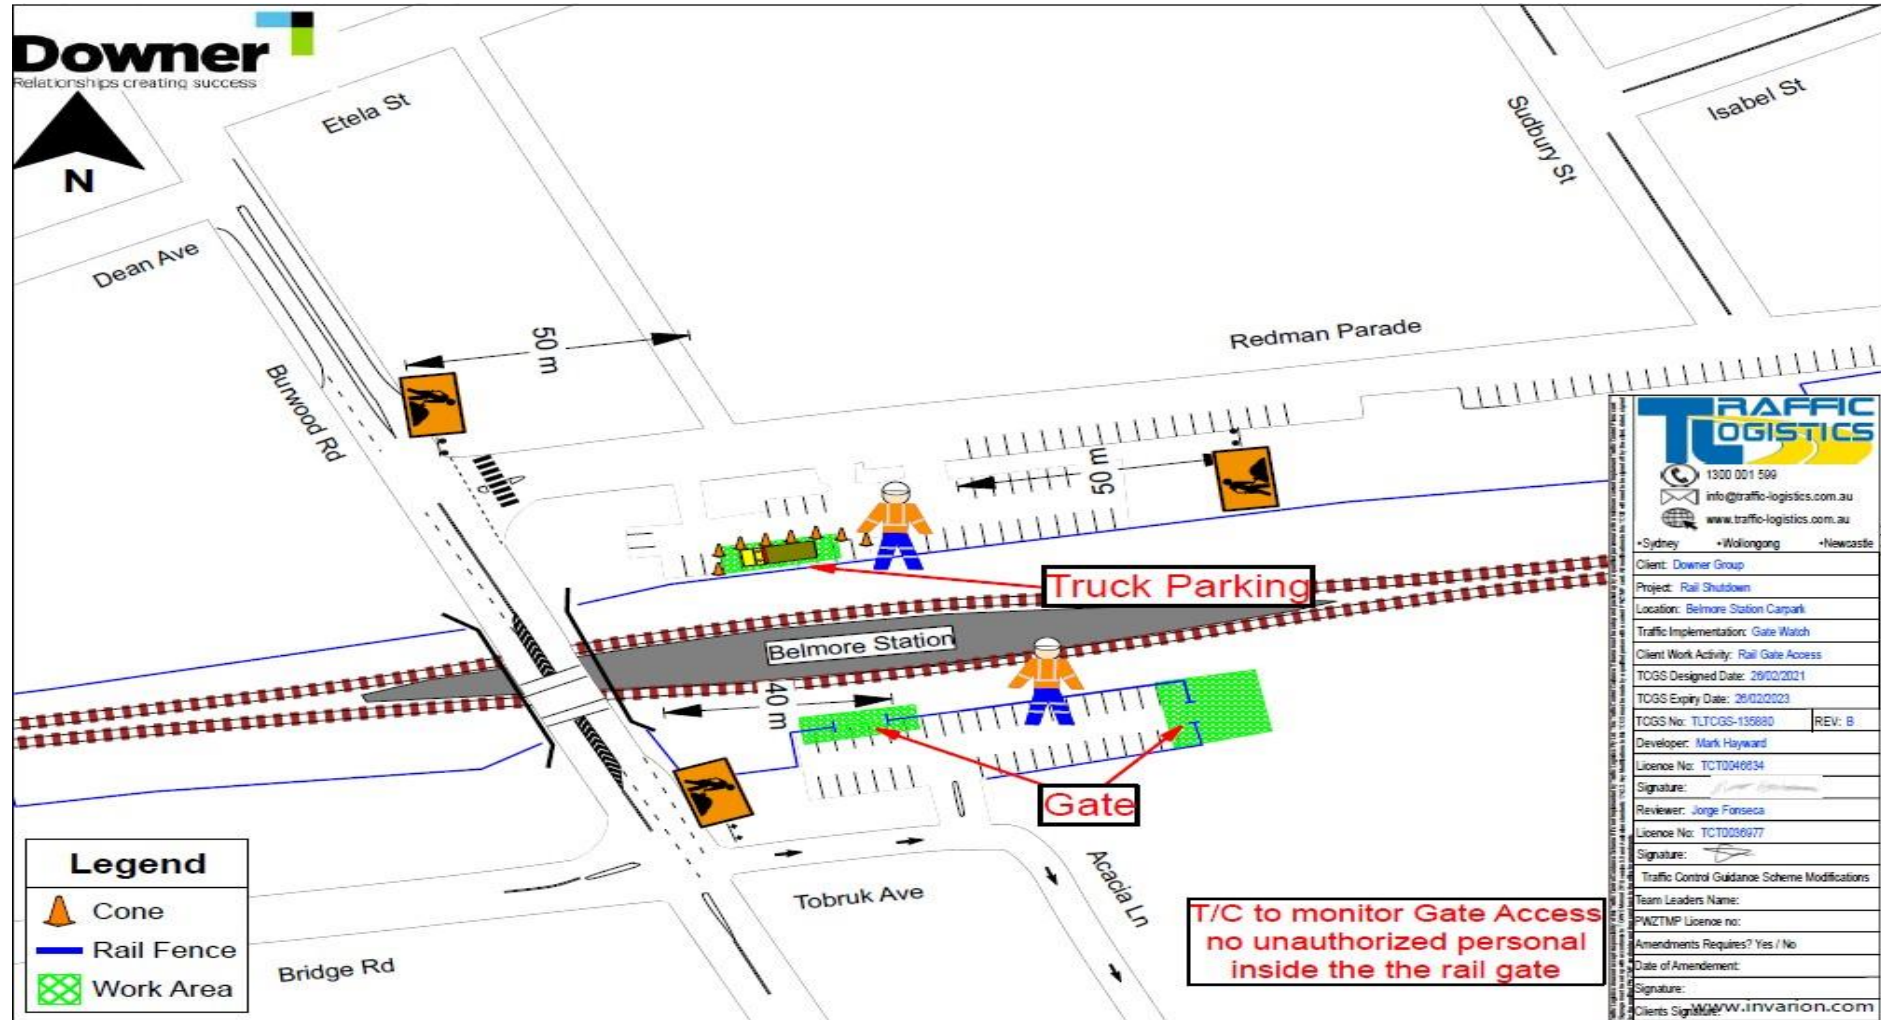 Downer
Relationships creating success
N
Etela St
Dean Ave
Burwood Rd
50 m
Sudbury St
Isabel St
Redman Parade
50 m
Truck Parking
Belmore Station
40 m
Gate
Tobruk Ave
Acacia Ln
Bridge Rd
Legend
Cone
Rail Fence
Work Area
T/C to monitor Gate Access
no unauthorized personal
inside the the rail gate
TRAFFIC
LOGISTICS
1300 001 599
info@traffic-logistics.com.au
www.traffic-logistics.com.au
•Sydney •Wollongong •Newcastle
Client: Downer Group
Project: Rail Shutdown
Location: Belmore Station Carpark
Traffic Implementation: Gate Watch
Client Work Activity: Rail Gate Access
TCGS Designed Date: 26/02/2021
TCGS Expiry Date: 26/02/2023
TCGS No: TLTCGS-135880 REV: B
Developer: Mark Hayward
Licence No: TCT0046634
Signature:
Reviewer: Jorge Fonseca
Licence No: TCT0036977
Signature:
Traffic Control Guidance Scheme Modifications
Team Leaders Name:
PWZTMP Licence no:
Amendments Requires? Yes / No
Date of Amendement:
Signature:
Clients Signature:
www.invarion.com